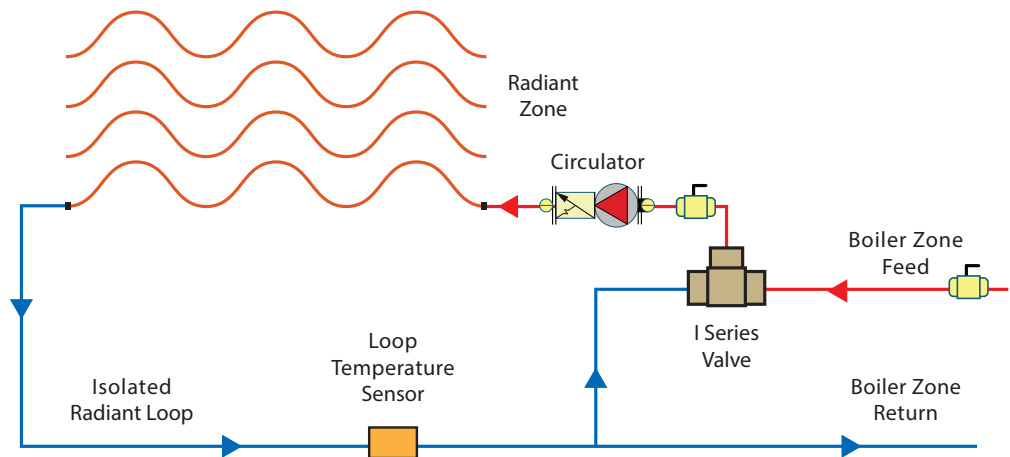 Radiant
Zone
Circulator
Boiler Zone
Feed
I Series
Valve
Loop
Temperature
Sensor
Isolated
Radiant Loop
Boiler Zone
Return